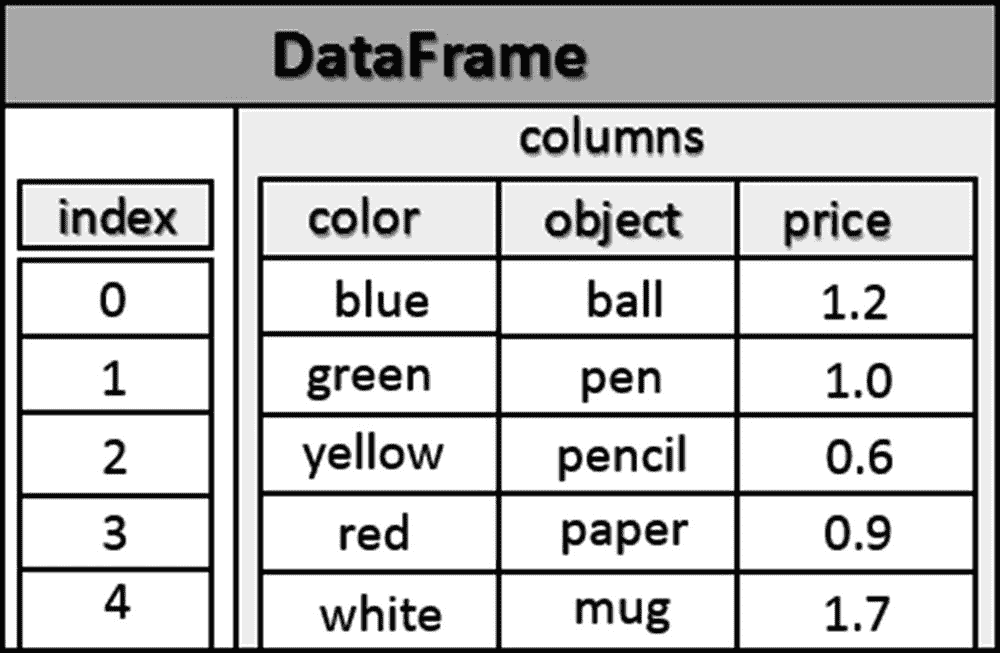 DataFrame
columns
index color object price
0 blue ball 1.2
1 green pen 1.0
2 yellow pencil 0.6
3 red paper 0.9
4 white mug 1.7